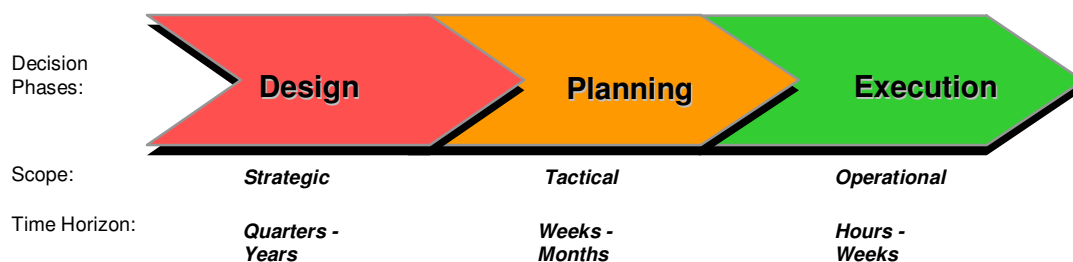 Decision
Phases:
Design
Planning
Execution
Scope:
Strategic
Tactical
Operational
Time Horizon:
Quarters -
Years
Weeks -
Months
Hours -
Weeks